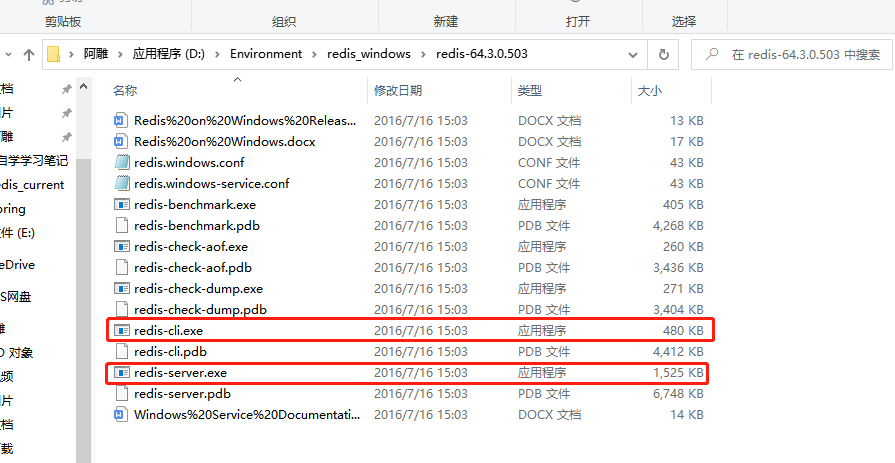 剪贴板 组织 新建 打开 选择
阿雕 › 应用程序 (D:) › Environment › redis_windows › redis-64.3.0.503 在 redis-64.3.0.503 中搜索
名称 修改日期 类型 大小
Redis%20on%20Windows%20Releas... 2016/7/16 15:03 DOCX 文档 13 KB
Redis%20on%20Windows.docx 2016/7/16 15:03 DOCX 文档 17 KB
redis.windows.conf 2016/7/16 15:03 CONF 文件 43 KB
redis.windows-service.conf 2016/7/16 15:03 CONF 文件 43 KB
redis-benchmark.exe 2016/7/16 15:03 应用程序 405 KB
redis-benchmark.pdb 2016/7/16 15:03 PDB 文件 4,268 KB
redis-check-aof.exe 2016/7/16 15:03 应用程序 260 KB
redis-check-aof.pdb 2016/7/16 15:03 PDB 文件 3,436 KB
redis-check-dump.exe 2016/7/16 15:03 应用程序 271 KB
redis-check-dump.pdb 2016/7/16 15:03 PDB 文件 3,404 KB
redis-cli.exe 2016/7/16 15:03 应用程序 480 KB
redis-cli.pdb 2016/7/16 15:03 PDB 文件 4,412 KB
redis-server.exe 2016/7/16 15:03 应用程序 1,525 KB
redis-server.pdb 2016/7/16 15:03 PDB 文件 6,748 KB
Windows%20Service%20Documentati... 2016/7/16 15:03 DOCX 文档 14 KB
文档
图片
阿雕
自学学习笔记
edis_current
pring
文件 (E:)
eDrive
S网盘
雕
D 对象
视频
图片
文档
下载